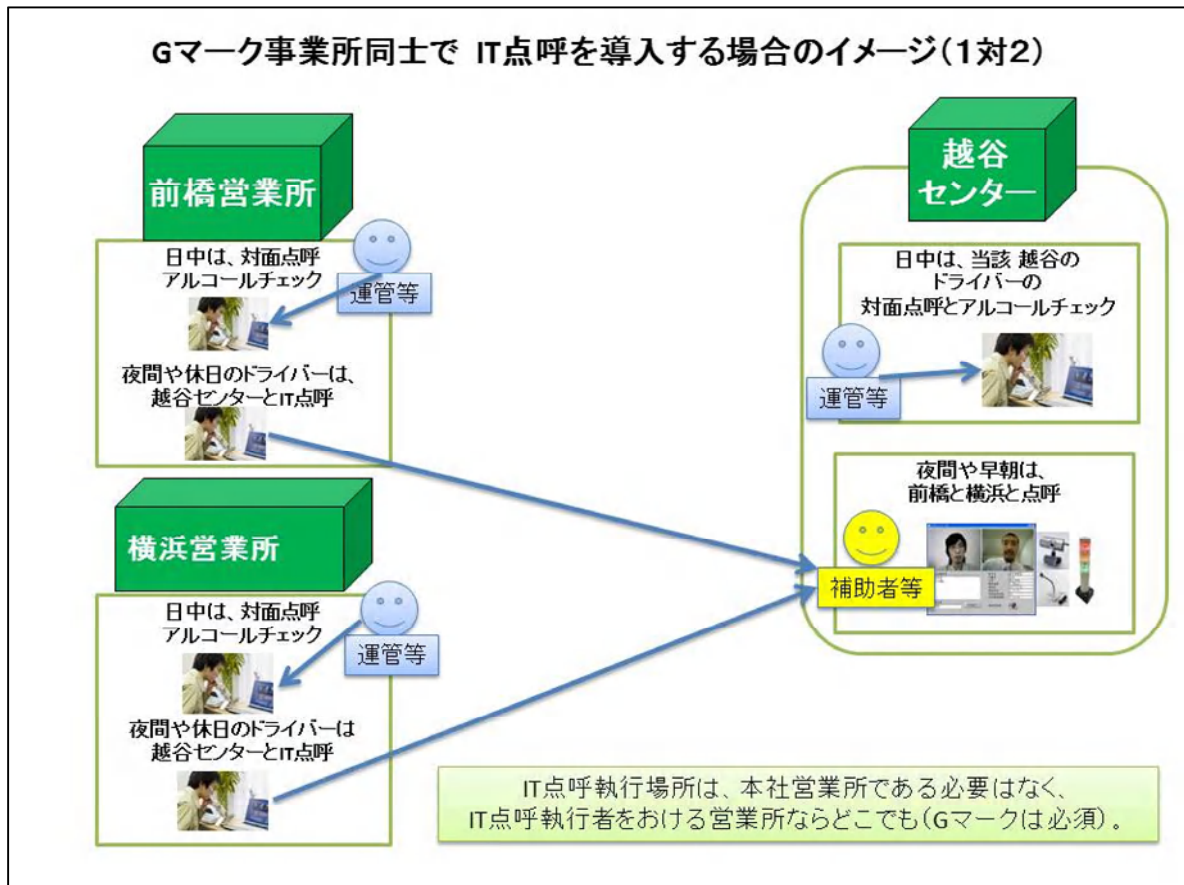 Gマーク事業所同士で IT点呼を導入する場合のイメージ(1対2)
前橋営業所
日中は、対面点呼
アルコールチェック
運管等
夜間や休日のドライバーは、
越谷センターとIT点呼
横浜営業所
日中は、対面点呼
アルコールチェック
運管等
夜間や休日のドライバーは
越谷センターとIT点呼
越谷
センター
日中は、当該 越谷の
ドライバーの
対面点呼とアルコールチェック
運管等
夜間や早朝は、
前橋と横浜と点呼
補助者等
IT点呼執行場所は、本社営業所である必要はなく、
IT点呼執行者をおける営業所ならどこでも(Gマークは必須)。